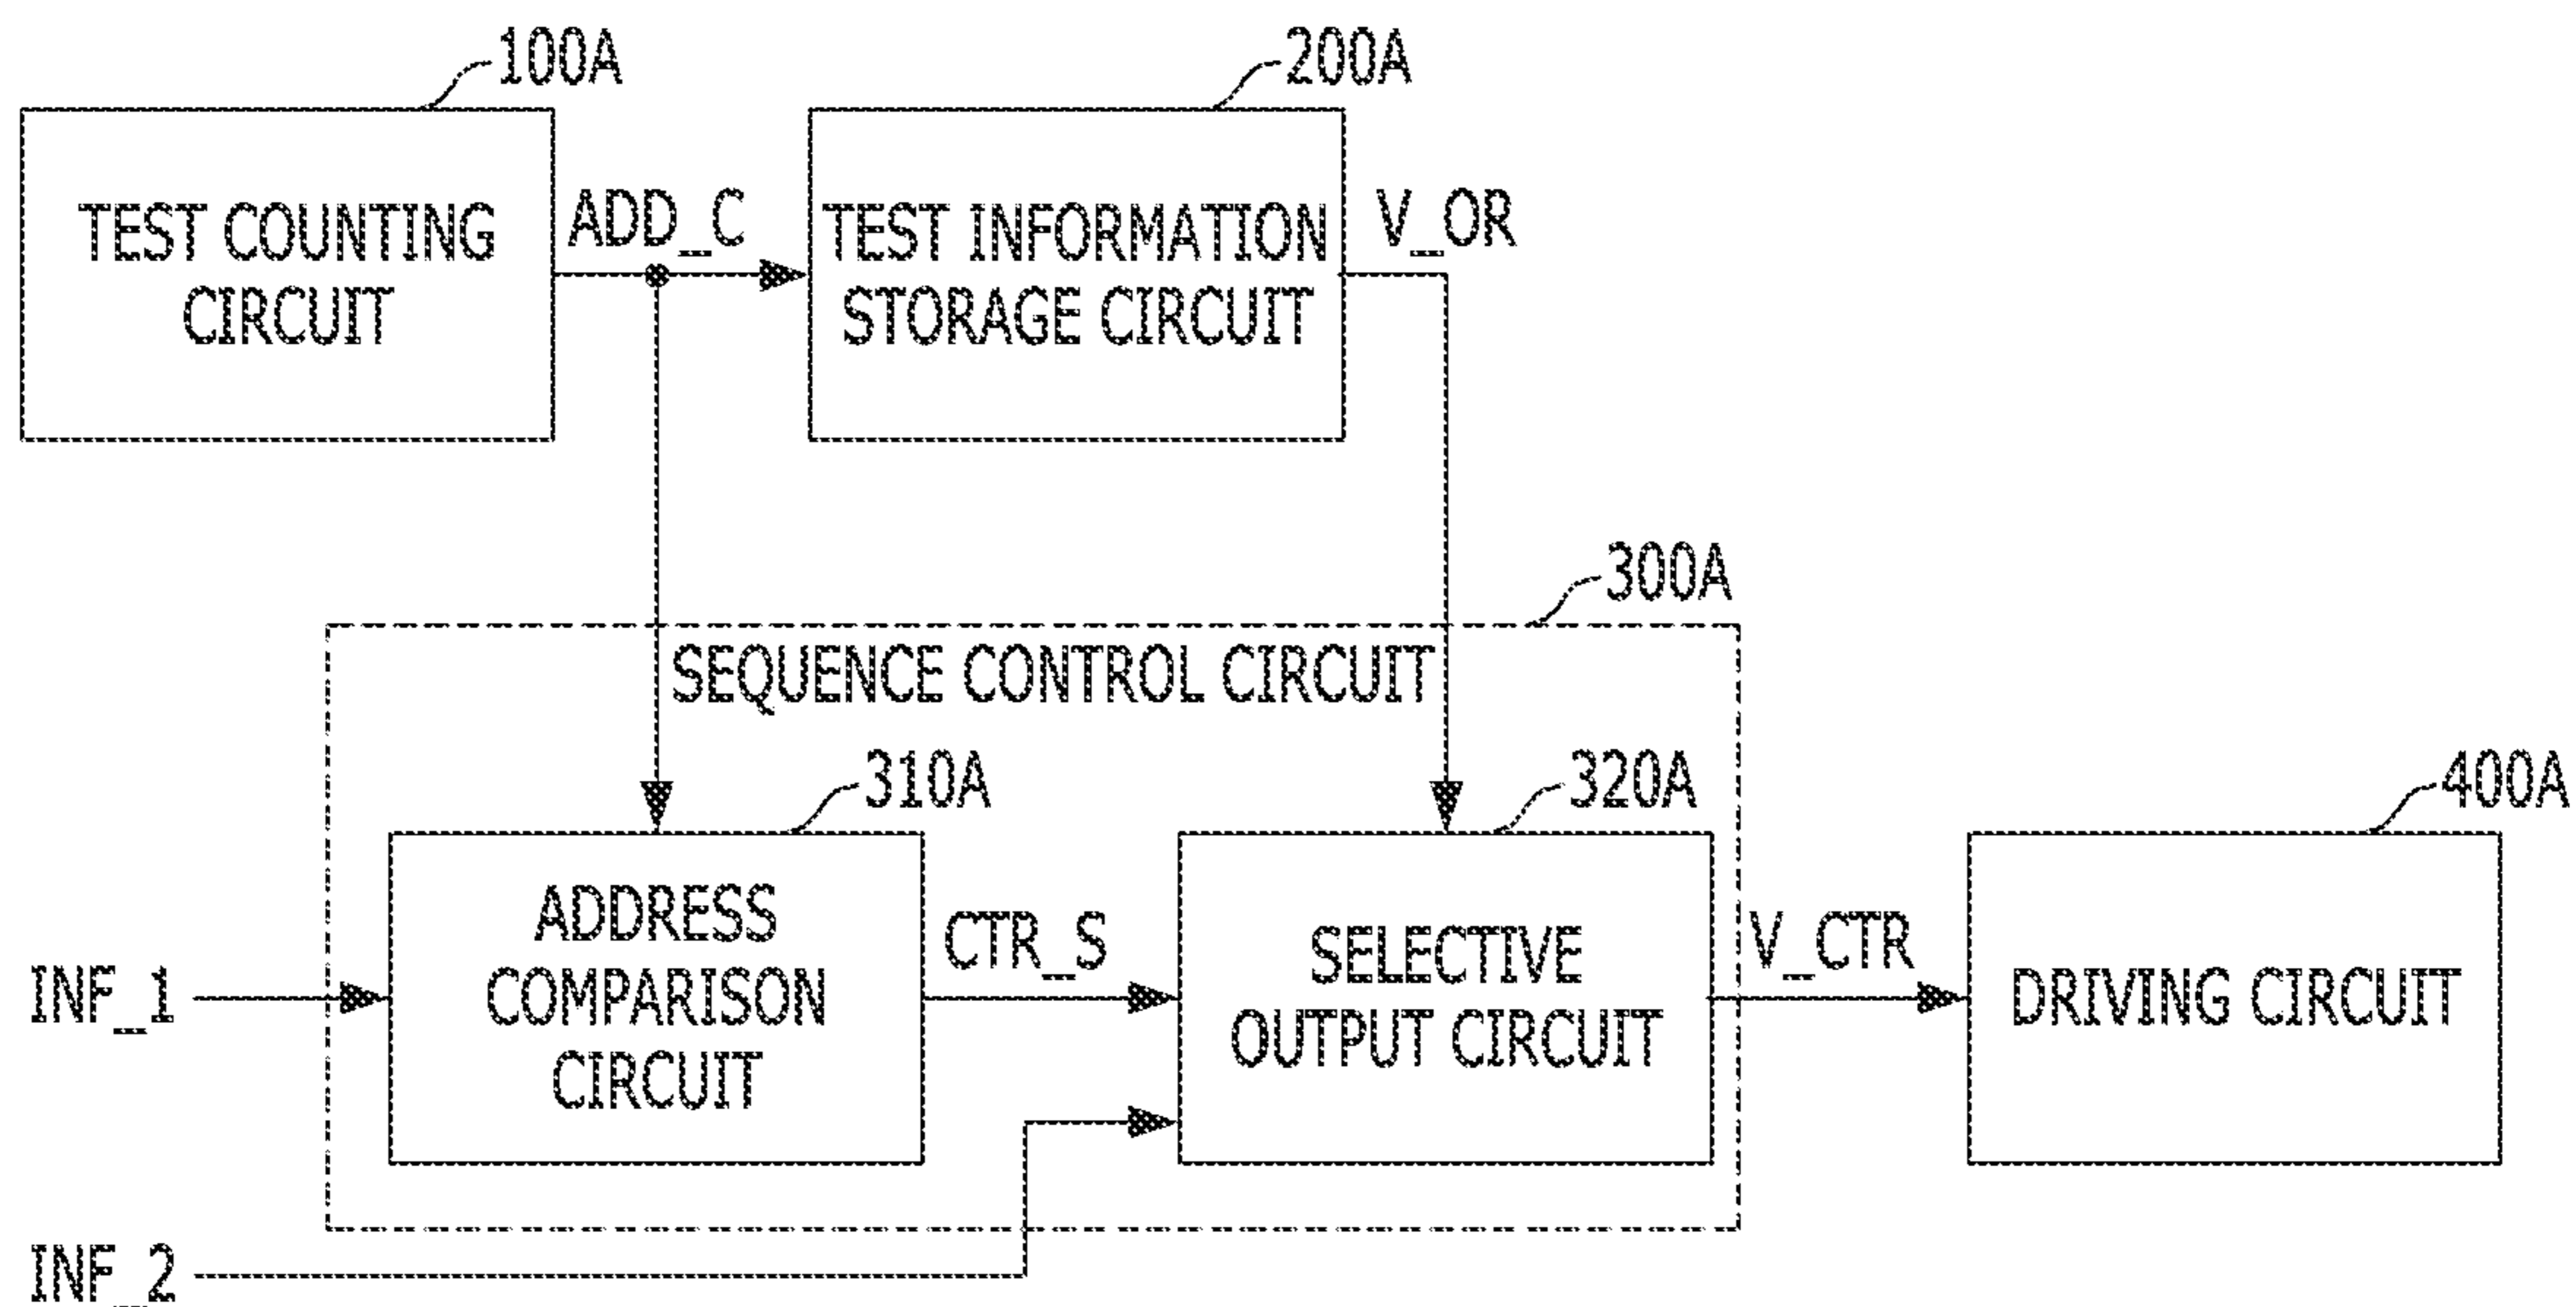 100A
200A
TEST COUNTING
CIRCUIT
ADD_C
TEST INFORMATION
STORAGE CIRCUIT
V_OR
300A
SEQUENCE CONTROL CIRCUIT
310A
320A
400A
INF_1
ADDRESS
COMPARISON
CIRCUIT
CTR_S
SELECTIVE
OUTPUT CIRCUIT
V_CTR
DRIVING CIRCUIT
INF_2